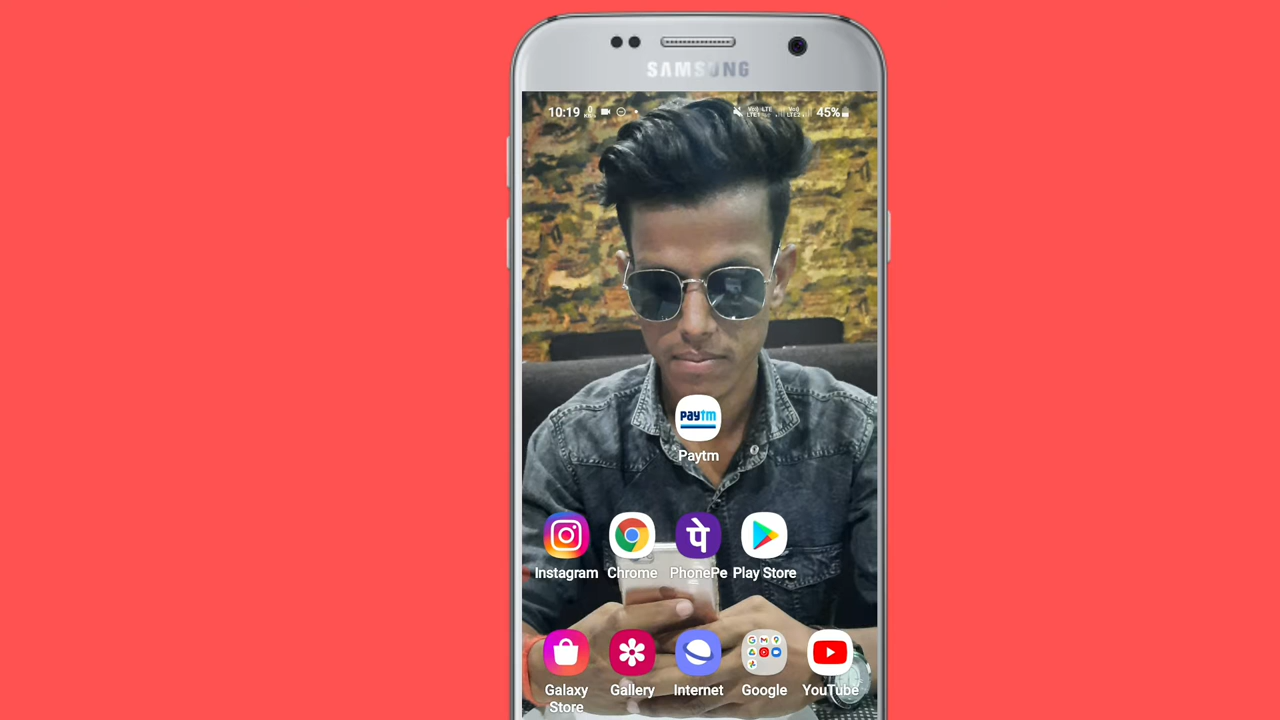 SAMSUNG
10:19
45%
paytm
Paytm
पे
Instagram Chrome PhonePe Play Store
Galaxy Store Gallery Internet Google YouTube